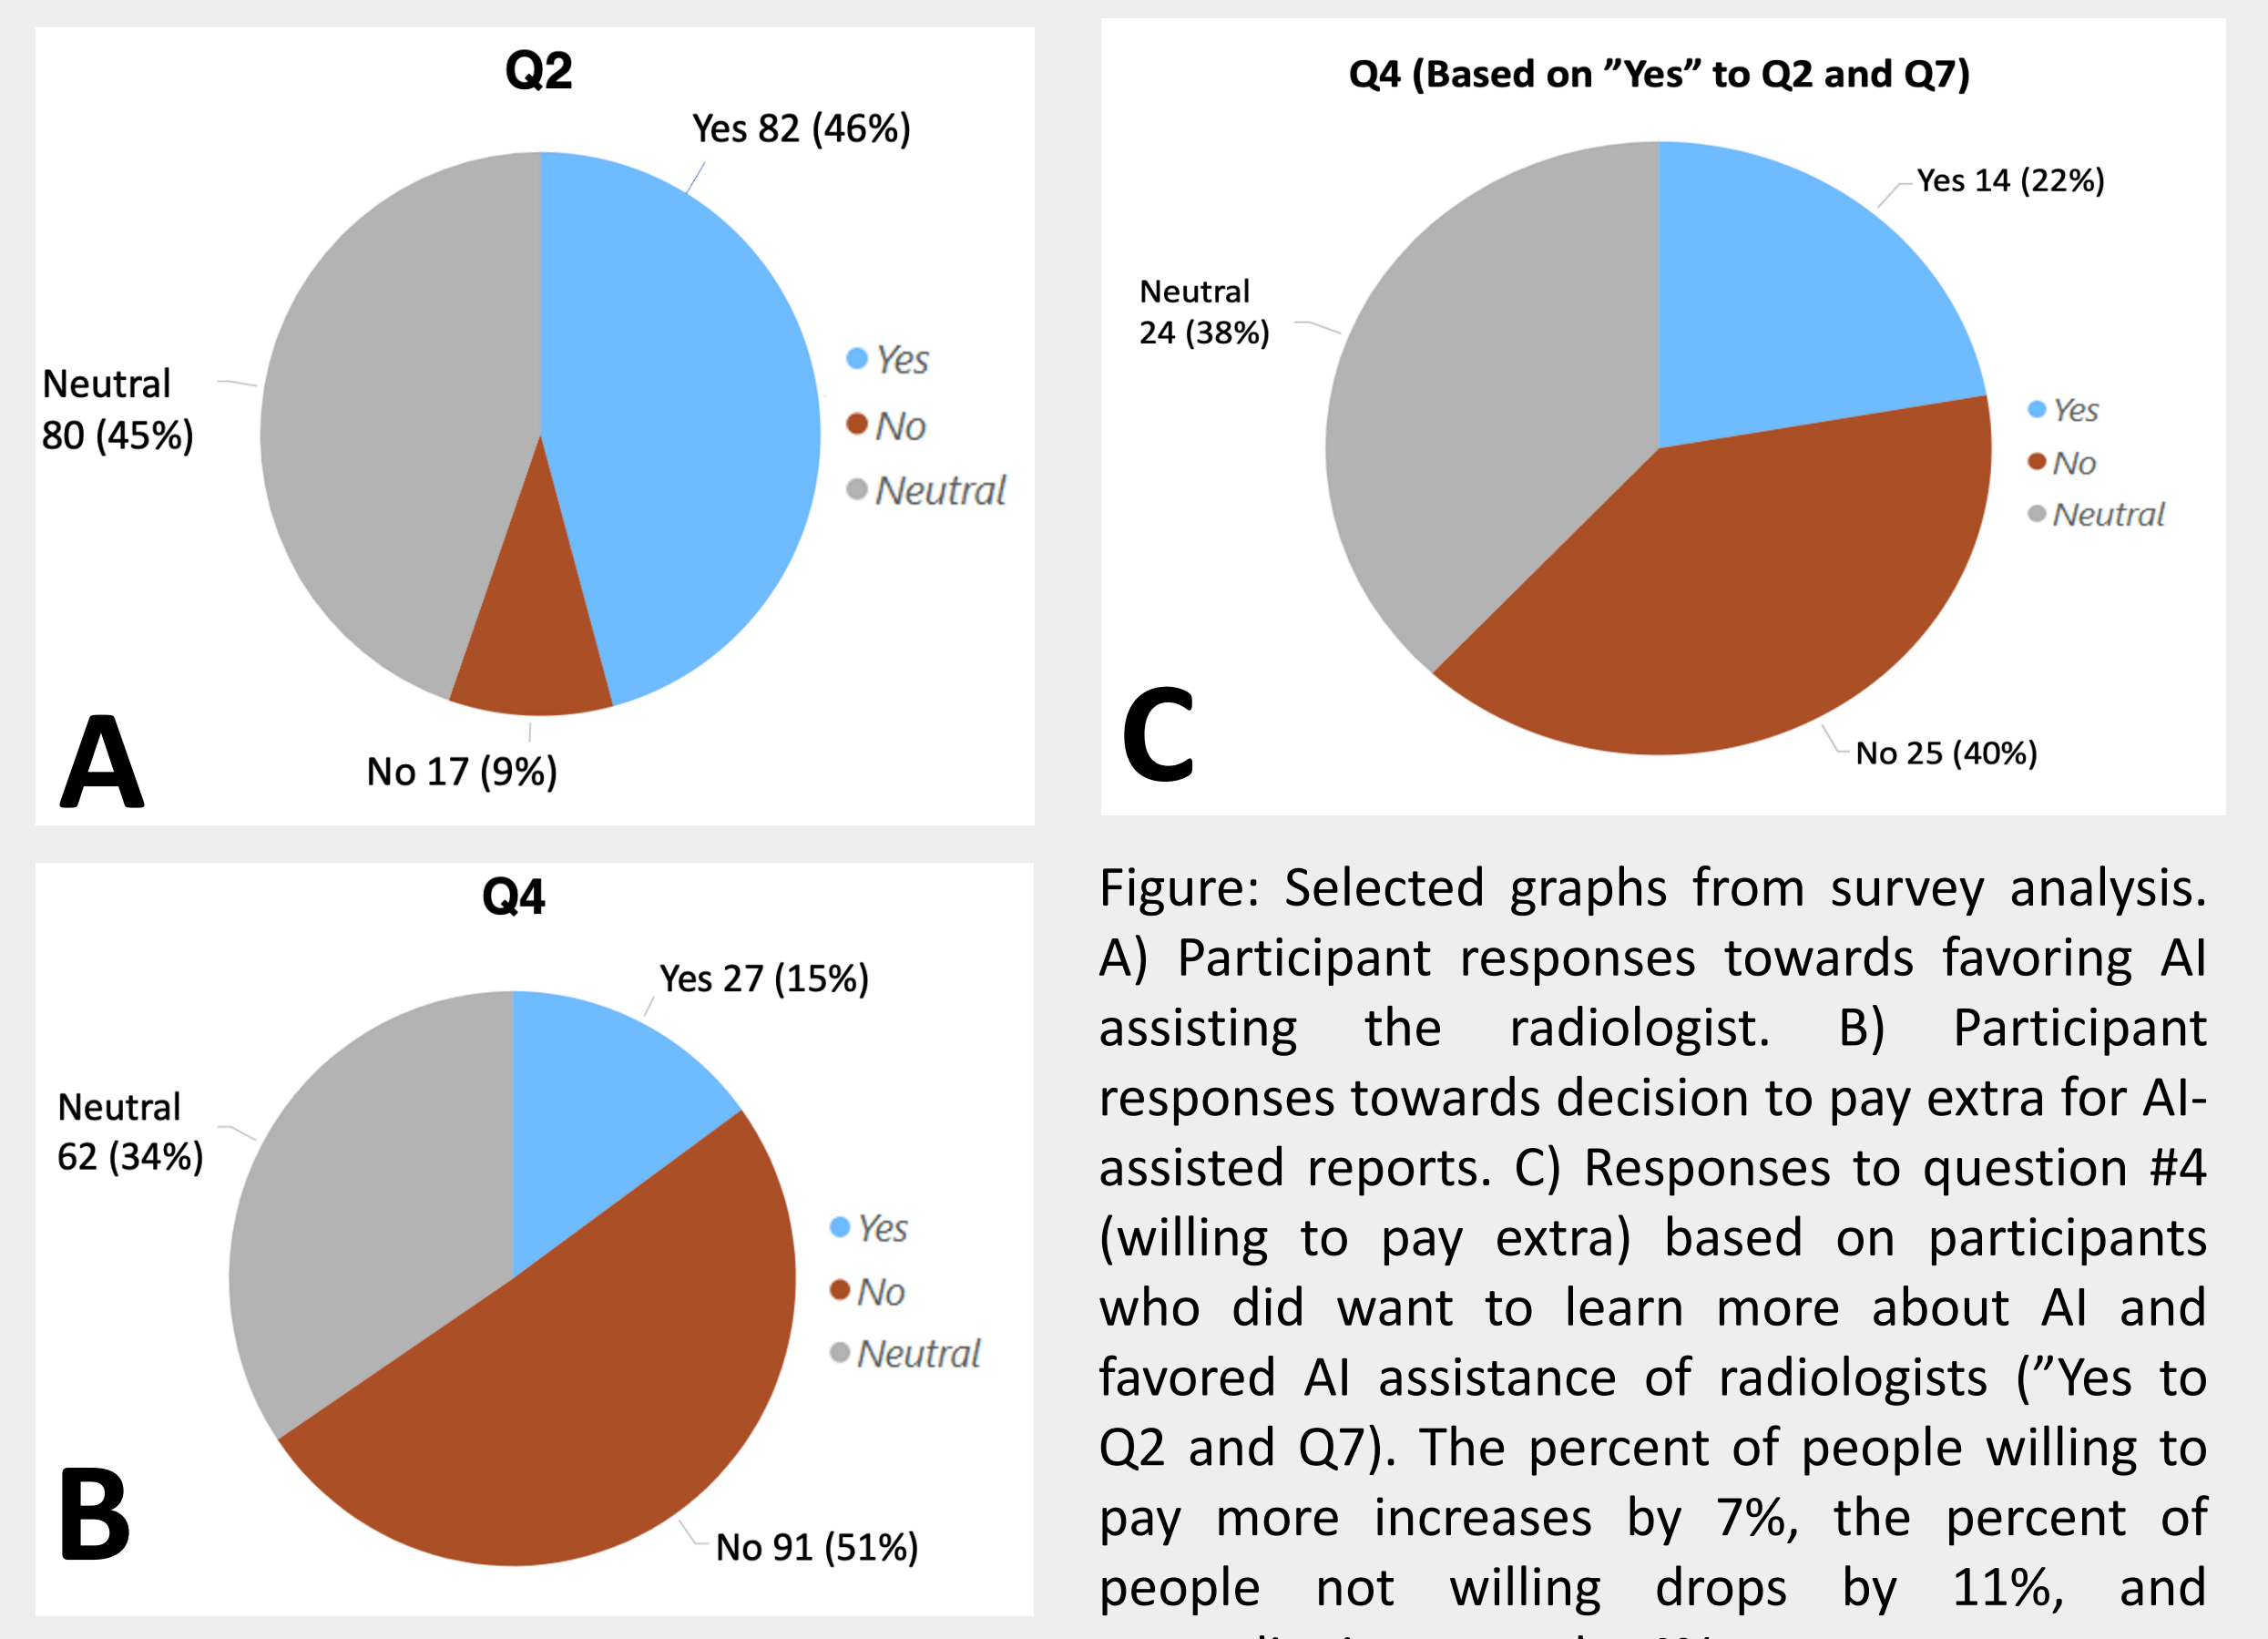 Q2
Yes 82 (46%)
Neutral
80 (45%)
No 17 (9%)
Yes
No
Neutral
A
Q4 (Based on ”Yes” to Q2 and Q7)
Yes 14 (22%)
Neutral
24 (38%)
No 25 (40%)
Yes
No
Neutral
C
Q4
Yes 27 (15%)
Neutral
62 (34%)
No 91 (51%)
Yes
No
Neutral
B
Figure: Selected graphs from survey analysis.
A) Participant responses towards favoring AI
assisting the radiologist. B) Participant
responses towards decision to pay extra for AI-
assisted reports. C) Responses to question #4
(willing to pay extra) based on participants
who did want to learn more about AI and
favored AI assistance of radiologists (”Yes to
Q2 and Q7). The percent of people willing to
pay more increases by 7%, the percent of
people not willing drops by 11%, and